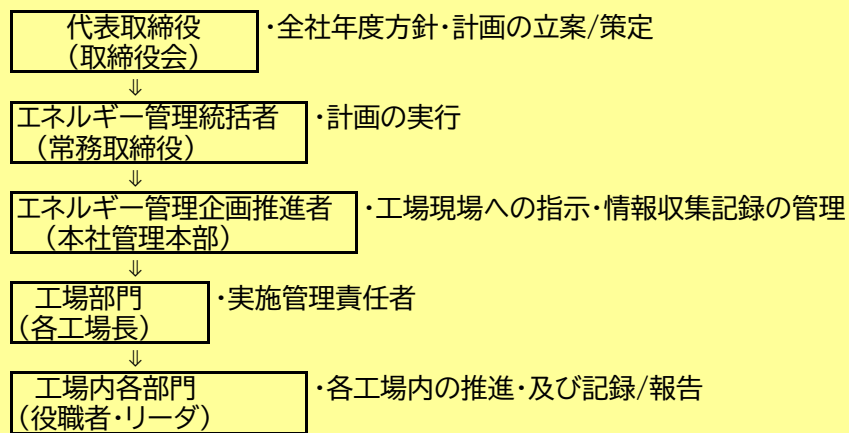 代表取締役 ・全社年度方針・計画の立案/策定
（取締役会）
⇓
エネルギー管理統括者 ・計画の実行
（常務取締役）
⇓
エネルギー管理企画推進者 ・工場現場への指示・情報収集記録の管理
（本社管理本部）
⇓
工場部門 ・実施管理責任者
（各工場長）
⇓
工場内各部門 ・各工場内の推進・及び記録/報告
（役職者・リーダ）